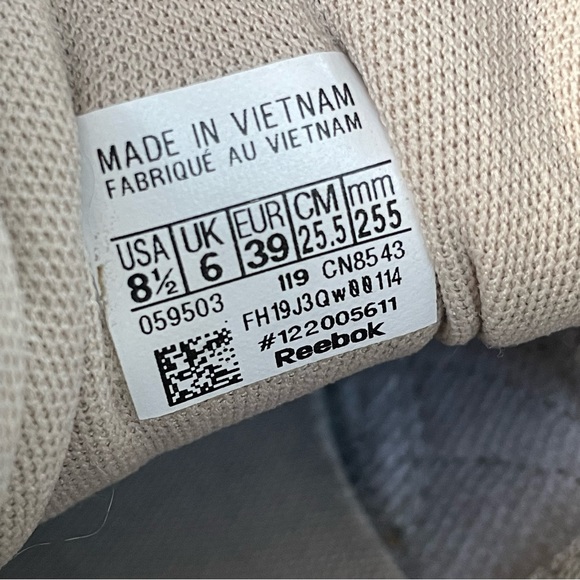 MADE IN VIETNAM
FABRIQUÉ AU VIETNAM
USA UK EUR CM mm
8½ 6 39 25.5 255
059503 119 CN8543
FH19J3Qw00114
#122005611
Reebok